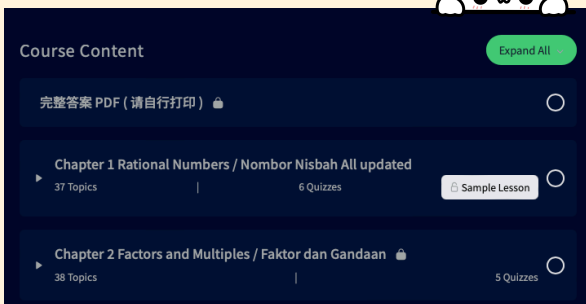 Course Content
Expand All
完整答案 PDF ( 请自行打印 )
Chapter 1 Rational Numbers / Nombor Nisbah All updated
37 Topics | 6 Quizzes
Sample Lesson
Chapter 2 Factors and Multiples / Faktor dan Gandaan
38 Topics | 5 Quizzes